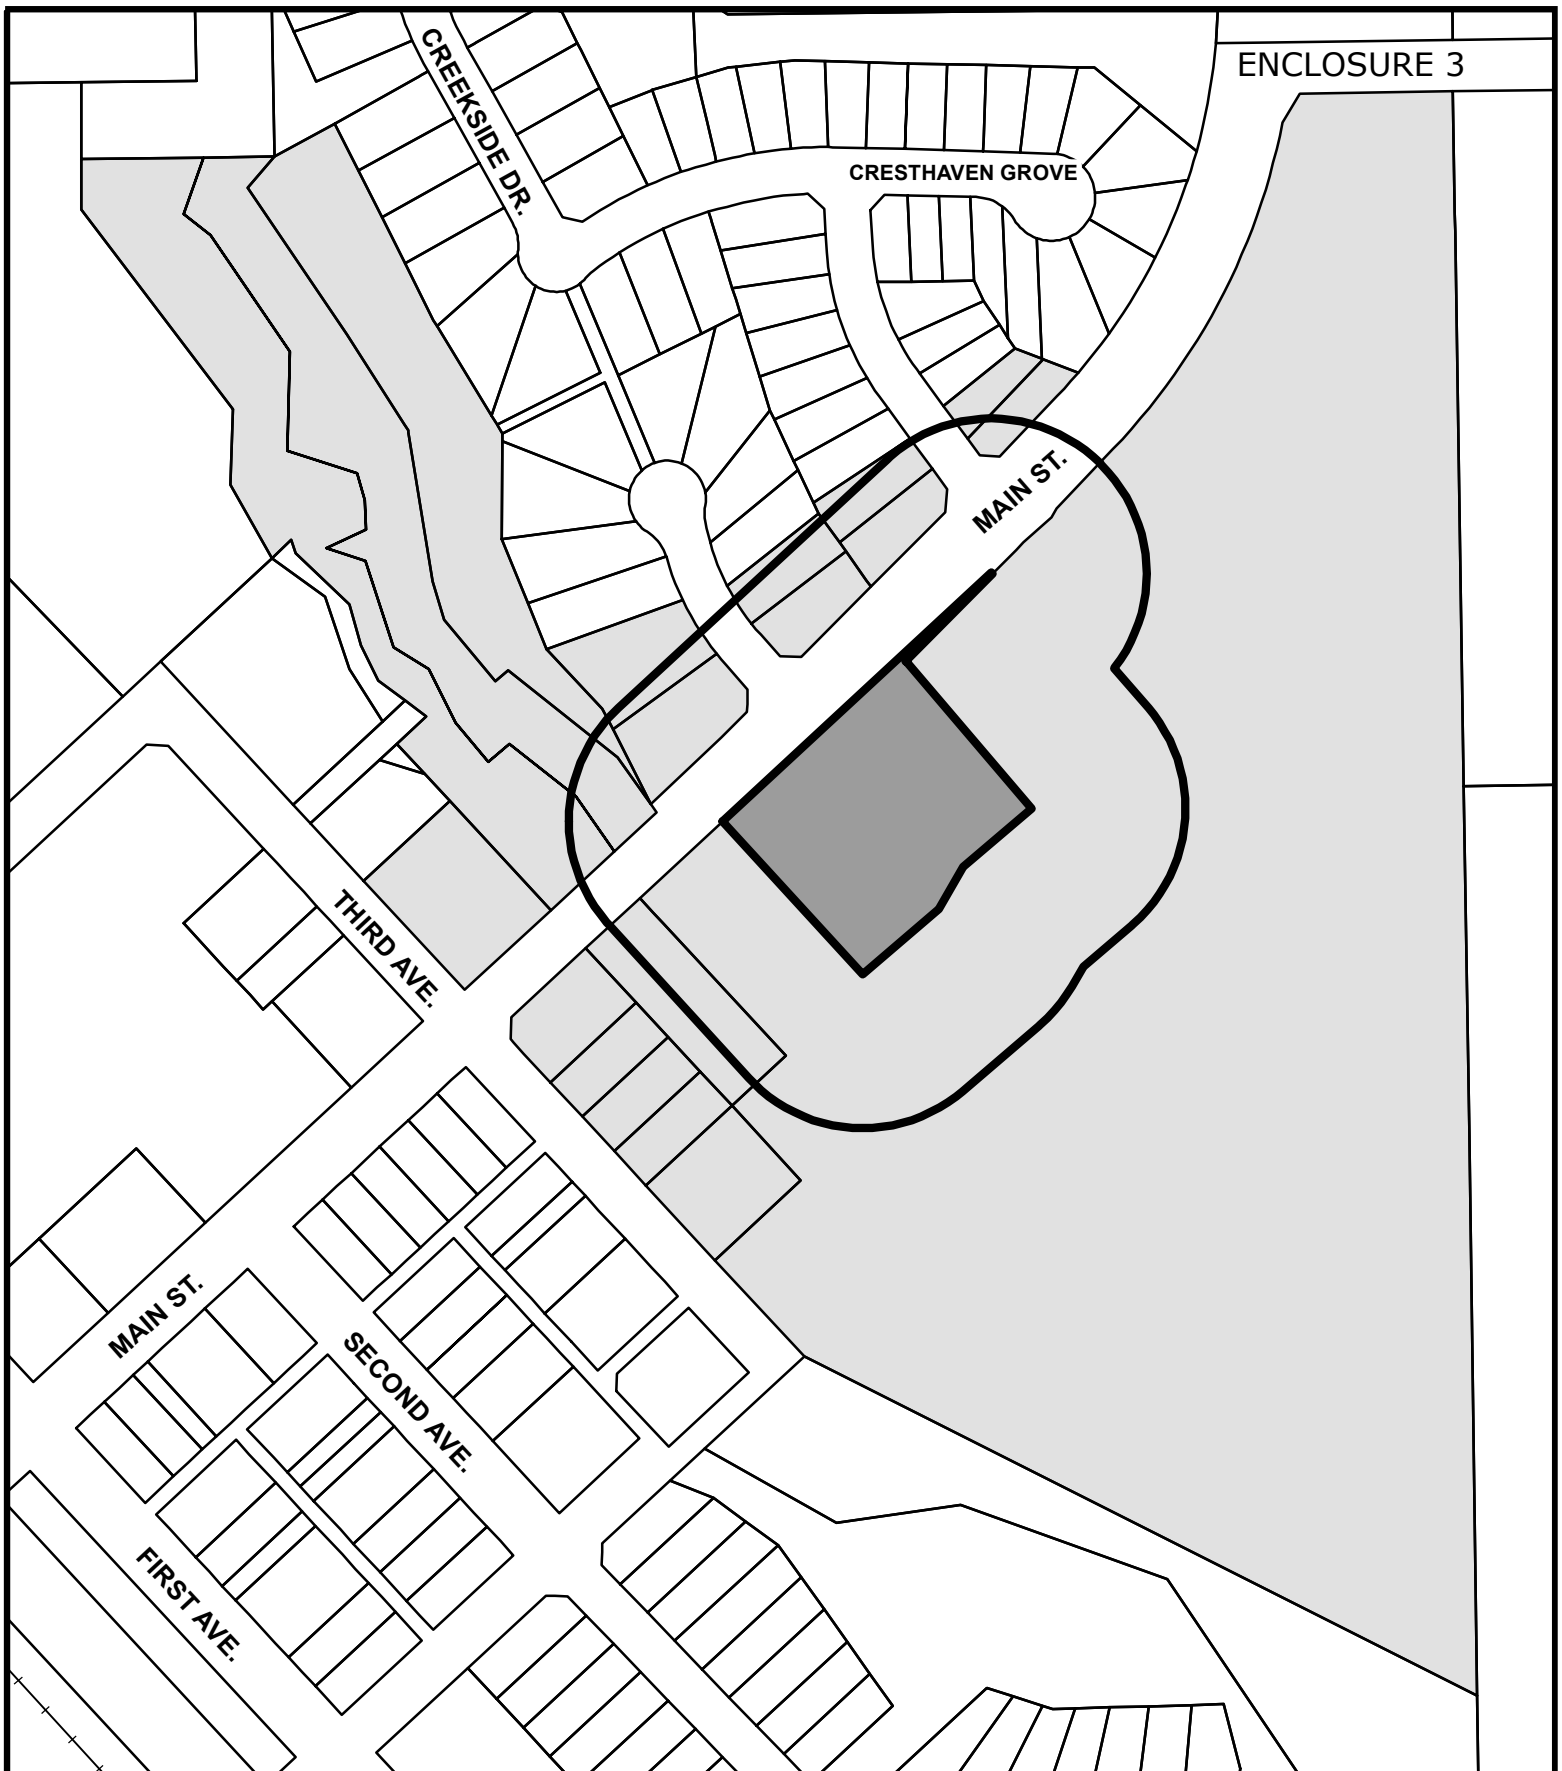 ENCLOSURE 3
CREEKSIDE DR.
CRESTHAVEN GROVE
MAIN ST.
THIRD AVE.
MAIN ST.
SECOND AVE.
FIRST AVE.